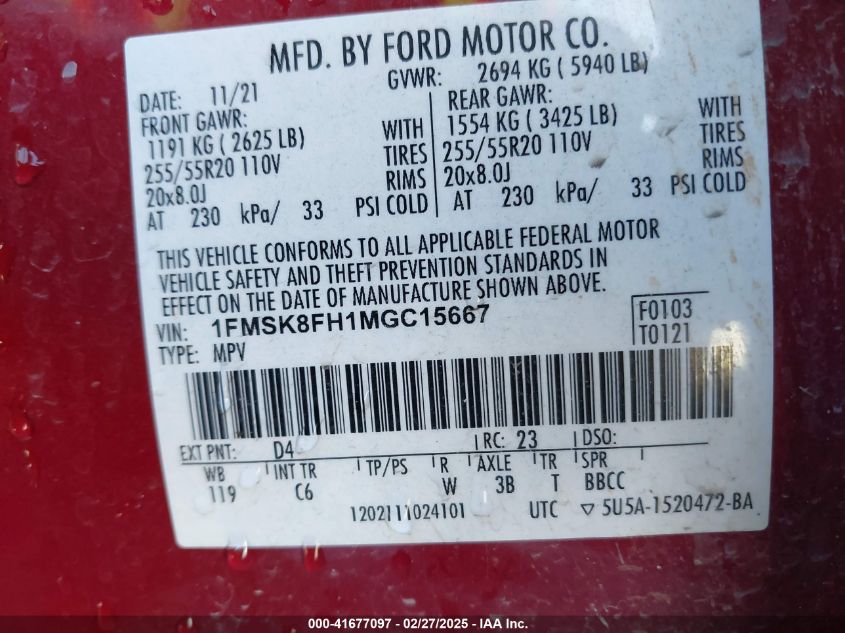 MFD. BY FORD MOTOR CO.
DATE: 11/21 GVWR: 2694 KG ( 5940 LB)
FRONT GAWR: REAR GAWR:
1191 KG ( 2625 LB) WITH 1554 KG ( 3425 LB) WITH
255/55R20 110V TIRES 255/55R20 110V TIRES
20x8.0J RIMS 20x8.0J RIMS
AT 230 kPa/ 33 PSI COLD AT 230 kPa/ 33 PSI COLD
THIS VEHICLE CONFORMS TO ALL APPLICABLE FEDERAL MOTOR
VEHICLE SAFETY AND THEFT PREVENTION STANDARDS IN
EFFECT ON THE DATE OF MANUFACTURE SHOWN ABOVE.
VIN: 1FMSK8FH1MGC15667 F0103
TYPE: MPV T0121
EXT PNT: D4 RC: 23 DSO:
WB INT TR TP/PS R AXLE TR SPR
119 C6 W 3B T BBCC
1202111024101 UTC ▽ 5U5A-1520472-BA
000-41677097 — 02/27/2025 — IAA Inc.